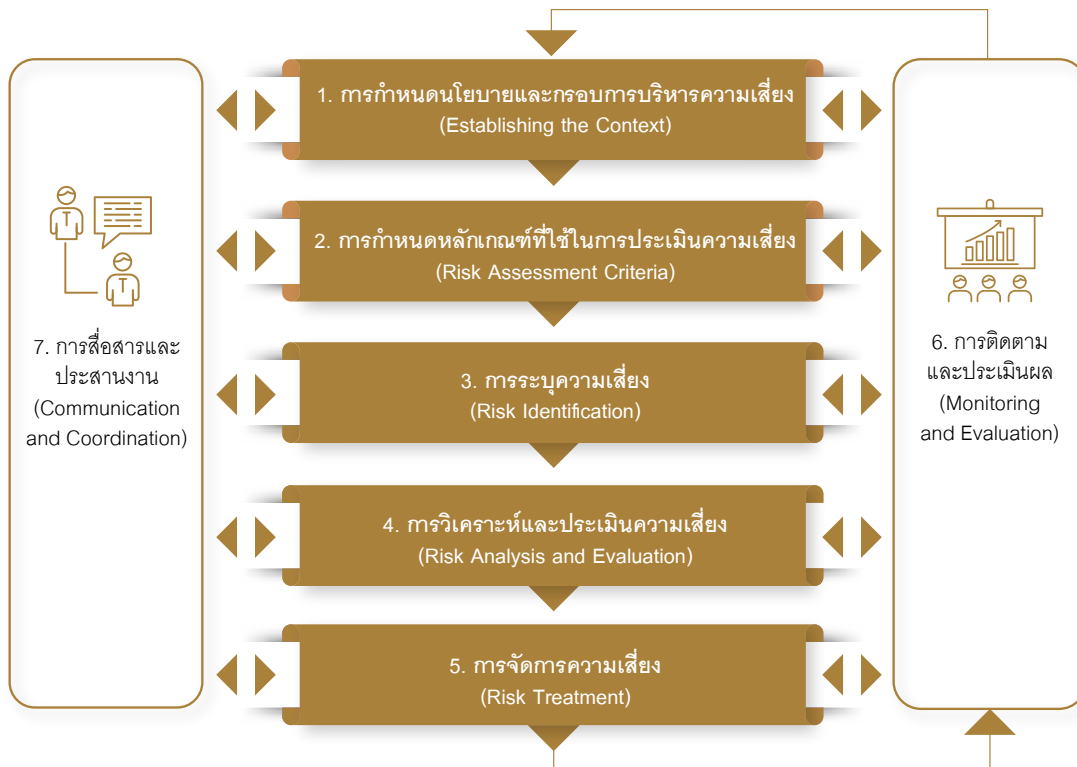 1. การกำหนดนโยบายและกรอบการบริหารความเสี่ยง
(Establishing the Context)
2. การกำหนดหลักเกณฑ์ที่ใช้ในการประเมินความเสี่ยง
(Risk Assessment Criteria)
3. การระบุความเสี่ยง
(Risk Identification)
4. การวิเคราะห์และประเมินความเสี่ยง
(Risk Analysis and Evaluation)
5. การจัดการความเสี่ยง
(Risk Treatment)
6. การติดตาม
และประเมินผล
(Monitoring
and Evaluation)
7. การสื่อสารและ
ประสานงาน
(Communication
and Coordination)